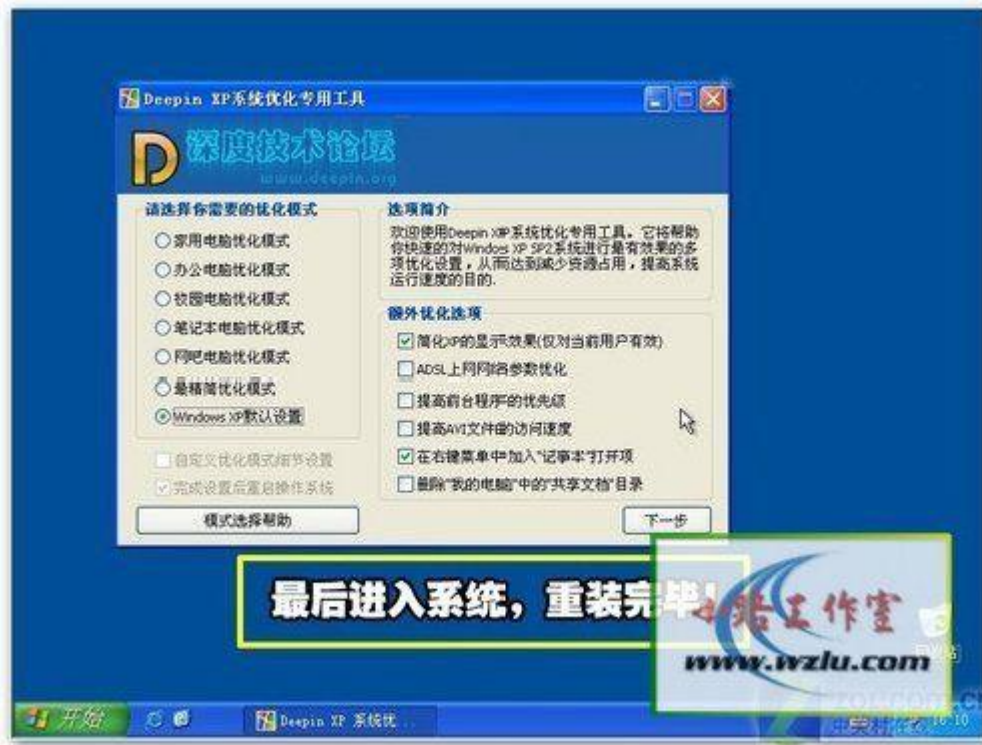 Deepin XP系统优化专用工具
深度技术论坛
www.deepin.org
请选择你需要的优化模式
家用电脑优化模式
办公电脑优化模式
校园电脑优化模式
笔记本电脑优化模式
网吧电脑优化模式
最精简优化模式
Windows XP默认设置
自定义优化模式细节设置
完成设置后重启操作系统
模式选择帮助
选项简介
欢迎使用Deepin XP系统优化专用工具。它将帮助
你快速的对Windows XP SP2系统进行最有效果的多
项优化设置，从而达到减少资源占用，提高系统
运行速度的目的.
额外优化选项
简化XP的显示效果(仅对当前用户有效)
ADSL上网网络参数优化
提高前台程序的优先级
提高AVI文件的访问速度
在右键菜单中加入"记事本"打开项
删除"我的电脑"中的"共享文档"目录
下一步
最后进入系统，重装完毕!
工作室
www.wzlu.com
开始
Deepin XP 系统优...
16:10